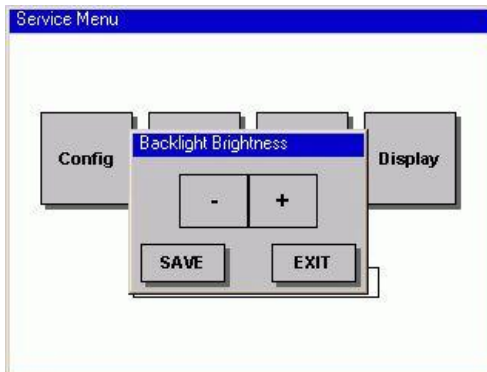 Service Menu
Backlight Brightness
Config
Display
- +
SAVE EXIT